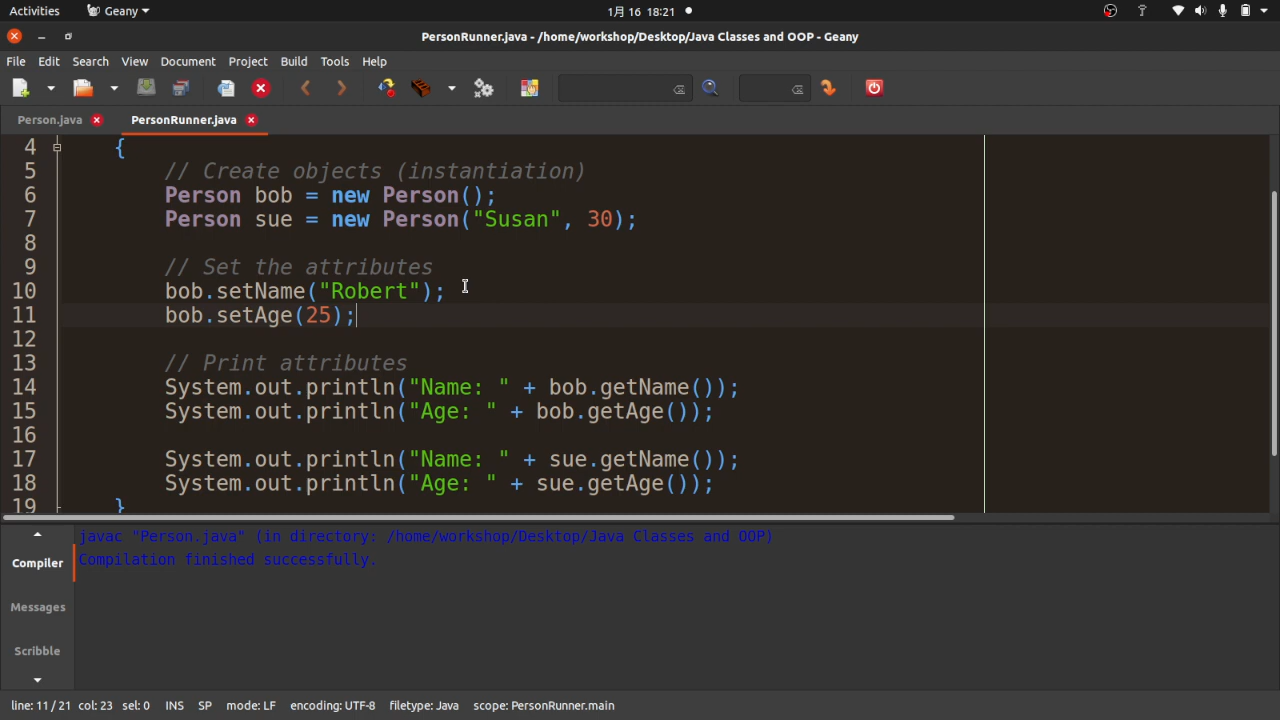 Activities Geany 1月 16 18:21
PersonRunner.java - /home/workshop/Desktop/Java Classes and OOP - Geany
File Edit Search View Document Project Build Tools Help
Person.java PersonRunner.java
4 {
5 // Create objects (instantiation)
6 Person bob = new Person();
7 Person sue = new Person("Susan", 30);
8
9 // Set the attributes
10 bob.setName("Robert");
11 bob.setAge(25);
12
13 // Print attributes
14 System.out.println("Name: " + bob.getName());
15 System.out.println("Age: " + bob.getAge());
16
17 System.out.println("Name: " + sue.getName());
18 System.out.println("Age: " + sue.getAge());
19 }
javac "Person.java" (in directory: /home/workshop/Desktop/Java Classes and OOP)
Compiler Compilation finished successfully.
Messages
Scribble
line: 11 / 21 col: 23 sel: 0 INS SP mode: LF encoding: UTF-8 filetype: Java scope: PersonRunner.main